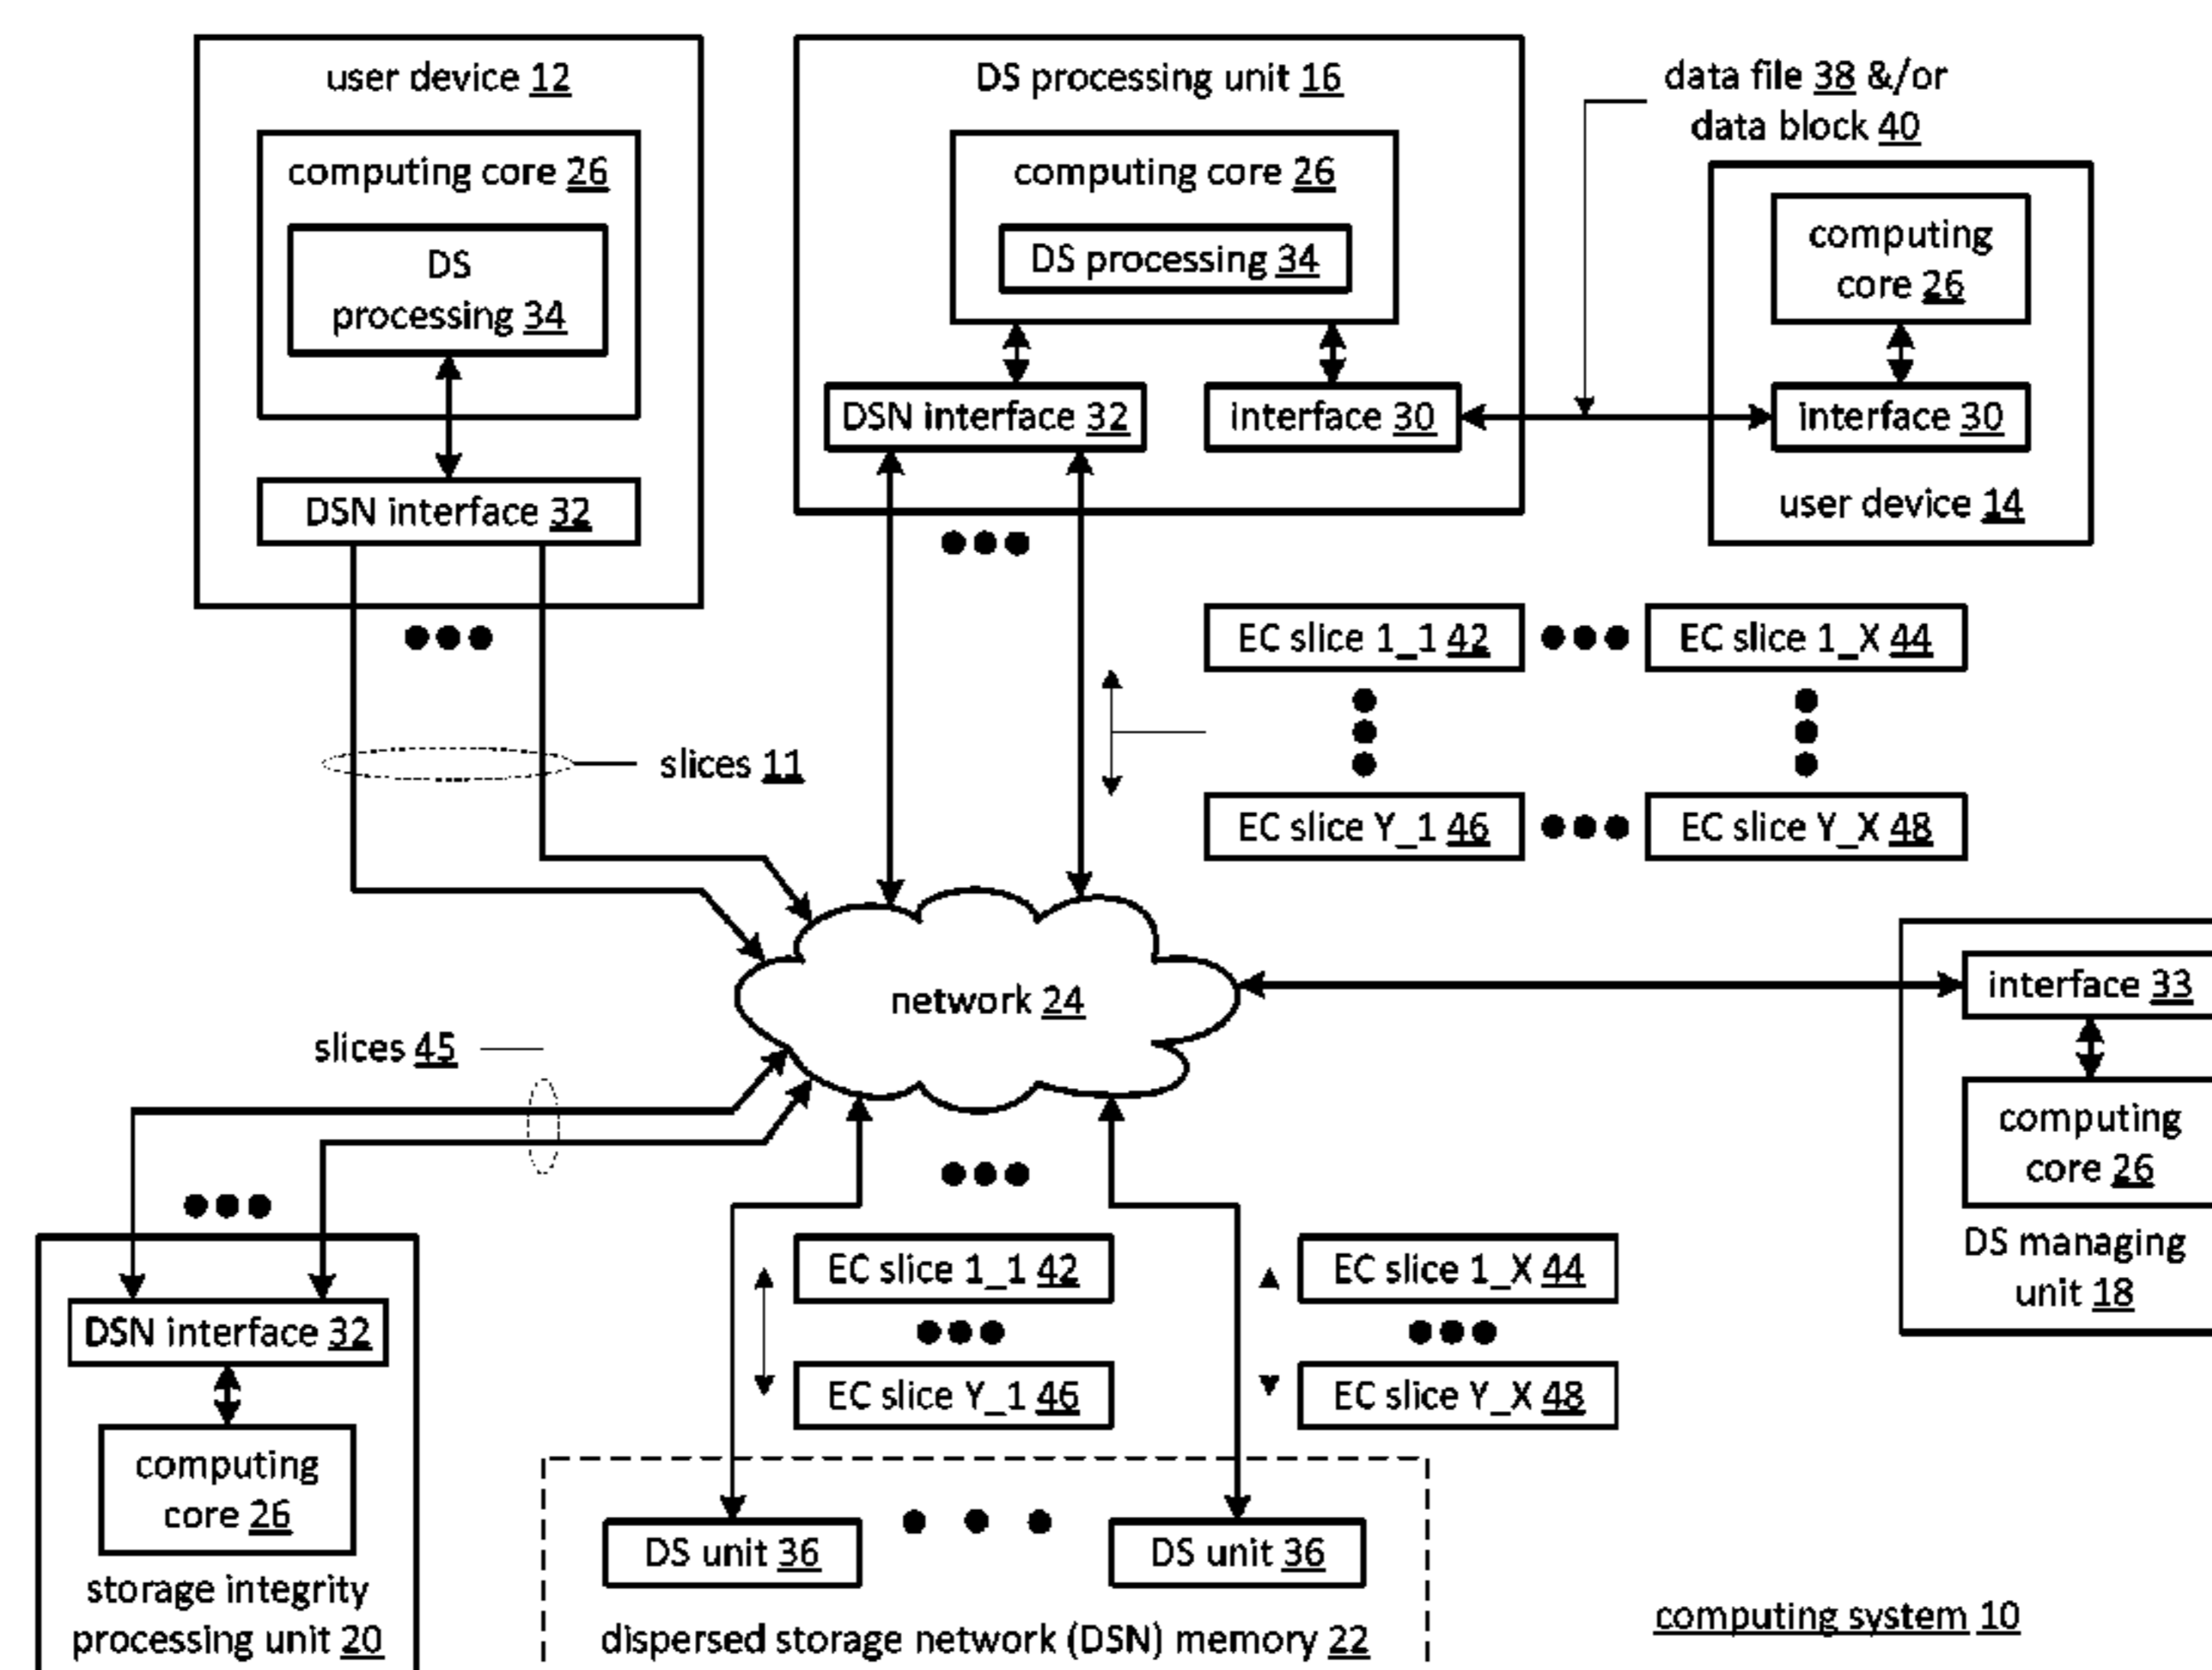 user device 12
computing core 26
DS
processing 34
DSN interface 32
slices 11
DS processing unit 16
computing core 26
DS processing 34
DSN interface 32
interface 30
data file 38 &/or
data block 40
computing
core 26
interface 30
user device 14
EC slice 1_1 42
EC slice 1_X 44
EC slice Y_1 46
EC slice Y_X 48
network 24
interface 33
computing
core 26
DS managing
unit 18
slices 45
DSN interface 32
computing
core 26
storage integrity
processing unit 20
EC slice 1_1 42
EC slice 1_X 44
EC slice Y_1 46
EC slice Y_X 48
DS unit 36
DS unit 36
dispersed storage network (DSN) memory 22
computing system 10